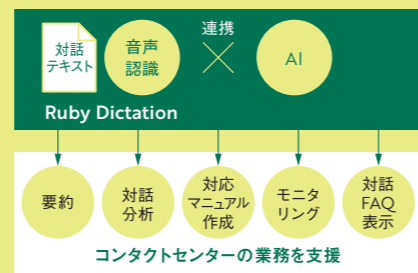 対話
テキスト
音声
認識
連携
AI
Ruby Dictation
要約
対話
分析
対応
マニュアル
作成
モニタ
リング
対話
FAQ
表示
コンタクトセンターの業務を支援